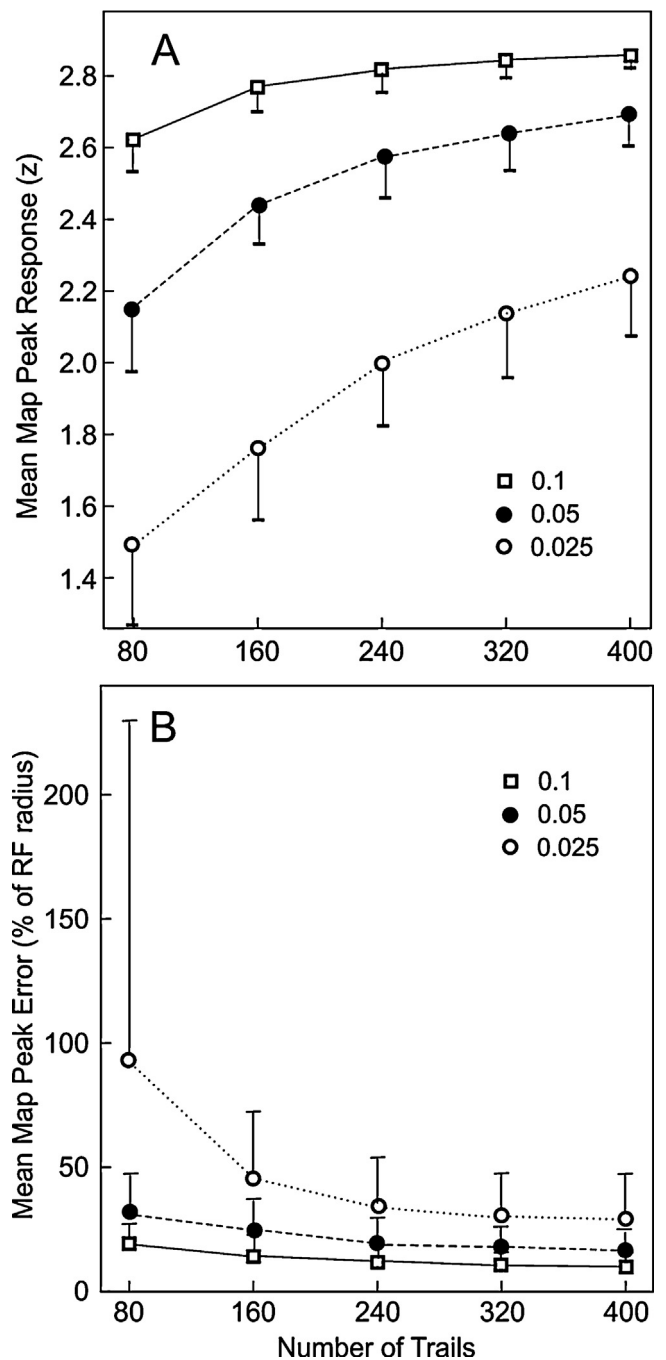 A
Mean Map Peak Response (z)
2.8
2.6
2.4
2.2
2.0
1.8
1.6
1.4
0.1
0.05
0.025
80 160 240 320 400
B
Mean Map Peak Error (% of RF radius)
200
150
100
50
0
0.1
0.05
0.025
80 160 240 320 400
Number of Trails